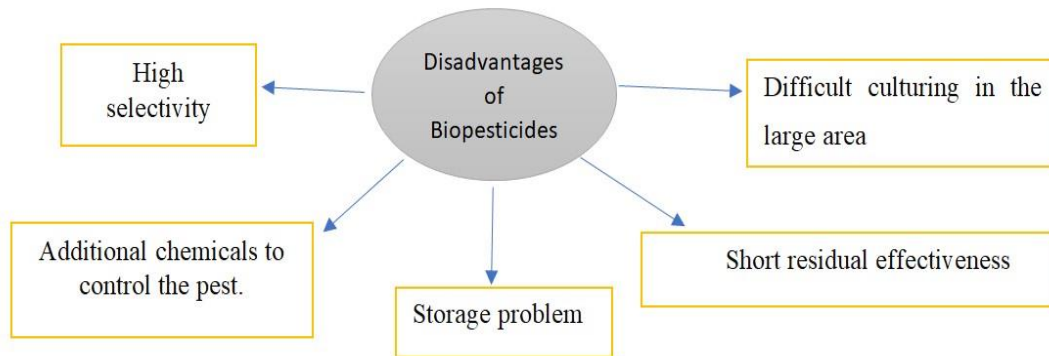 Disadvantages
of
Biopesticides
High
selectivity
Difficult culturing in the
large area
Additional chemicals to
control the pest.
Storage problem
Short residual effectiveness